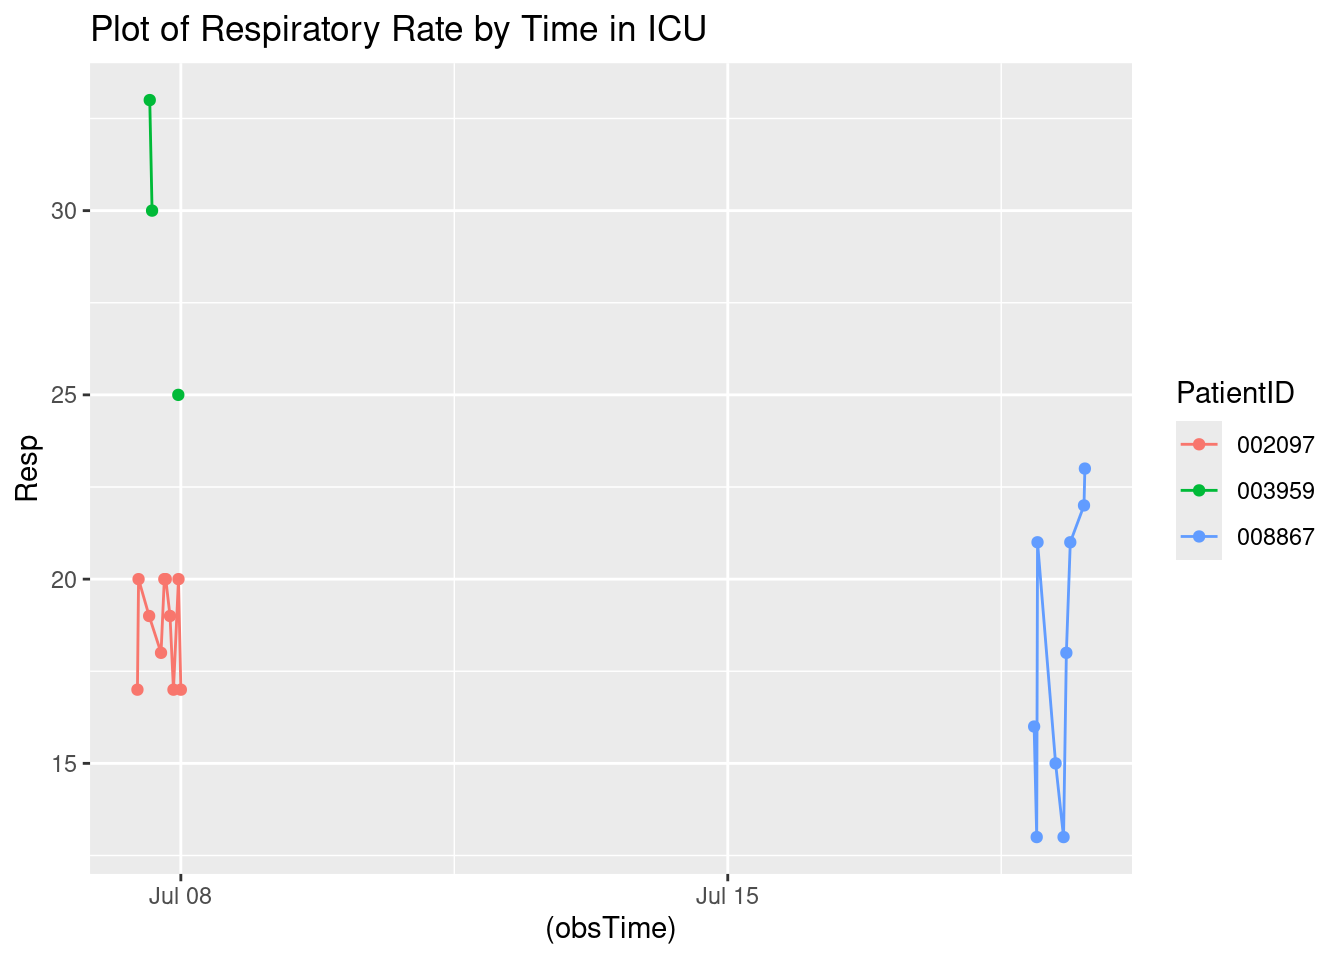 Plot of Respiratory Rate by Time in ICU
30
25
20
15
Resp
Jul 08
Jul 15
(obsTime)
PatientID
002097
003959
008867